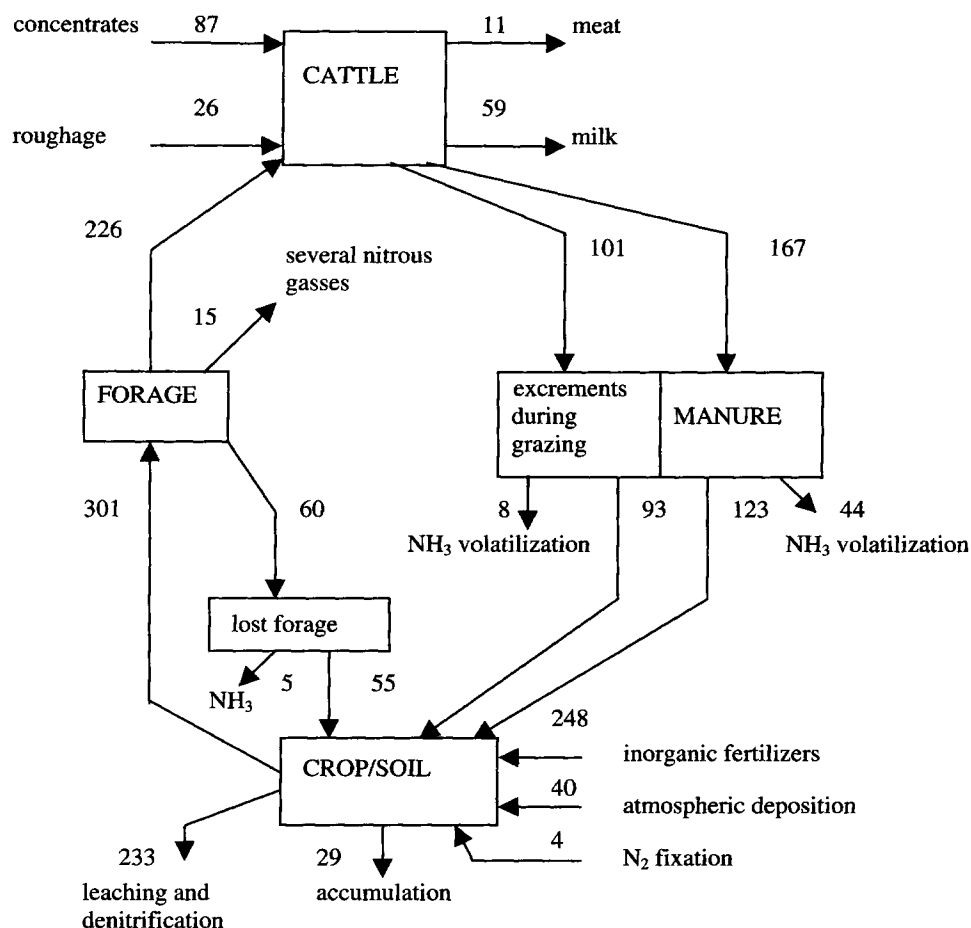 concentrates 87 11 meat
CATTLE
26 59
roughage milk
226 101 167
several nitrous
gasses
15
FORAGE
excrements
during
grazing
MANURE
301 60 8 93 123 44
NH₃ volatilization NH₃ volatilization
lost forage
NH₃ 5 55
248
CROP/SOIL
inorganic fertilizers
40
atmospheric deposition
4
233 29 N₂ fixation
leaching and
denitrification
accumulation